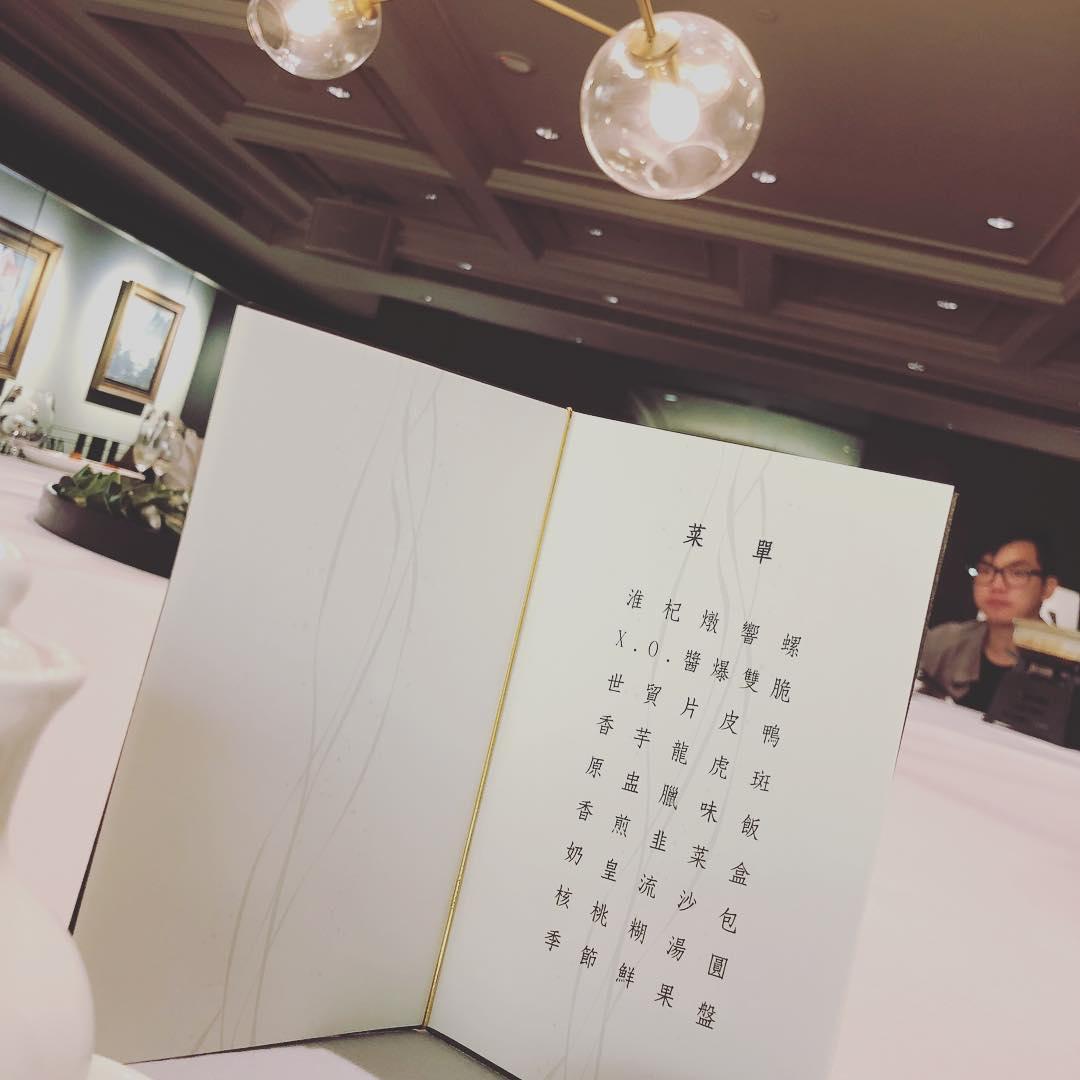 菜單
淮杞燉響螺
X.O.醬爆雙脆
世貿片皮鴨
香芋龍虎斑
原盅臘味飯
香煎韭菜盒
奶皇流沙包
核桃糊湯圓
季節鮮果盤